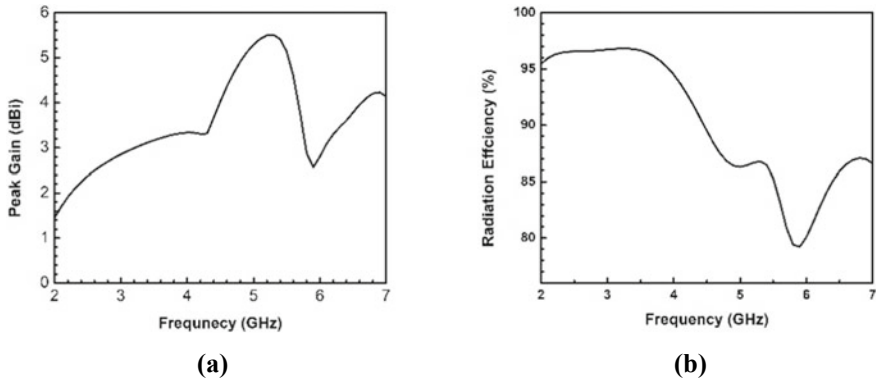 6
5
4
3
2
1
0
2 3 4 5 6 7
Peak Gain (dBi)
Frequnecy (GHz)
(a)
100
95
90
85
80
2 3 4 5 6 7
Radiation Effciency (%)
Frequency (GHz)
(b)